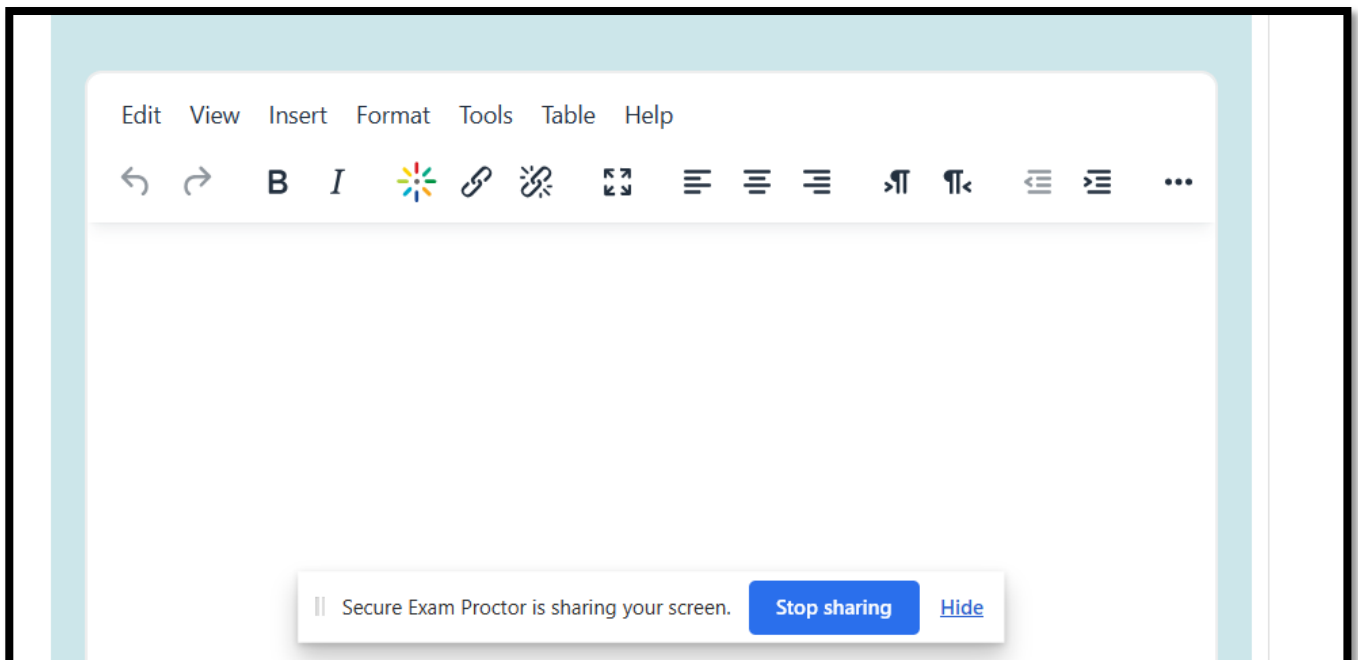 Edit View Insert Format Tools Table Help
B I
Secure Exam Proctor is sharing your screen. Stop sharing Hide